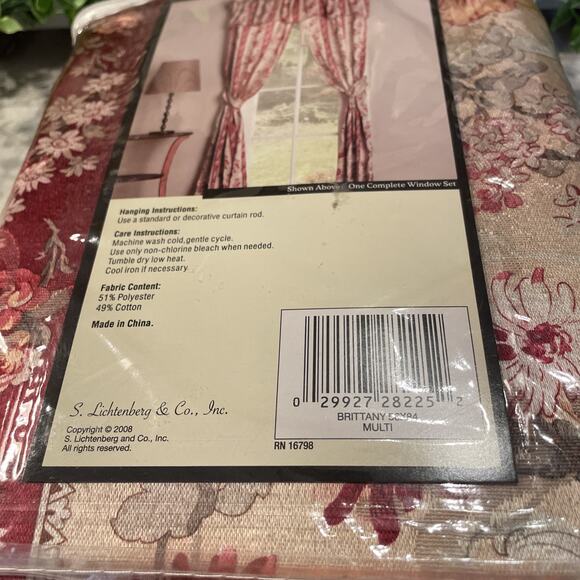 Shown Above: One Complete Window Set
Hanging Instructions:
Use a standard or decorative curtain rod.
Care Instructions:
Machine wash cold,gentle cycle.
Use only non-chlorine bleach when needed.
Tumble dry low heat.
Cool iron if necessary
Fabric Content:
51% Polyester
49% Cotton
Made in China.
S. Lichtenberg & Co., Inc.
Copyright © 2008
S. Lichtenberg and Co., Inc.
All rights reserved.
RN 16798
0 29927 28225 2
BRITTANY 56X84
MULTI